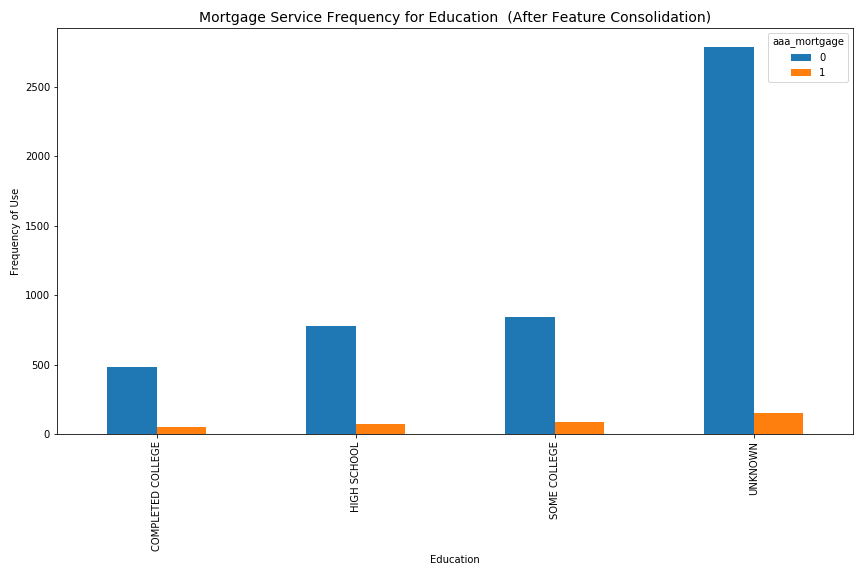 Mortgage Service Frequency for Education  (After Feature Consolidation)
aaa_mortgage
0
1
Frequency of Use
2500
2000
1500
1000
500
0
COMPLETED COLLEGE
HIGH SCHOOL
SOME COLLEGE
UNKNOWN
Education